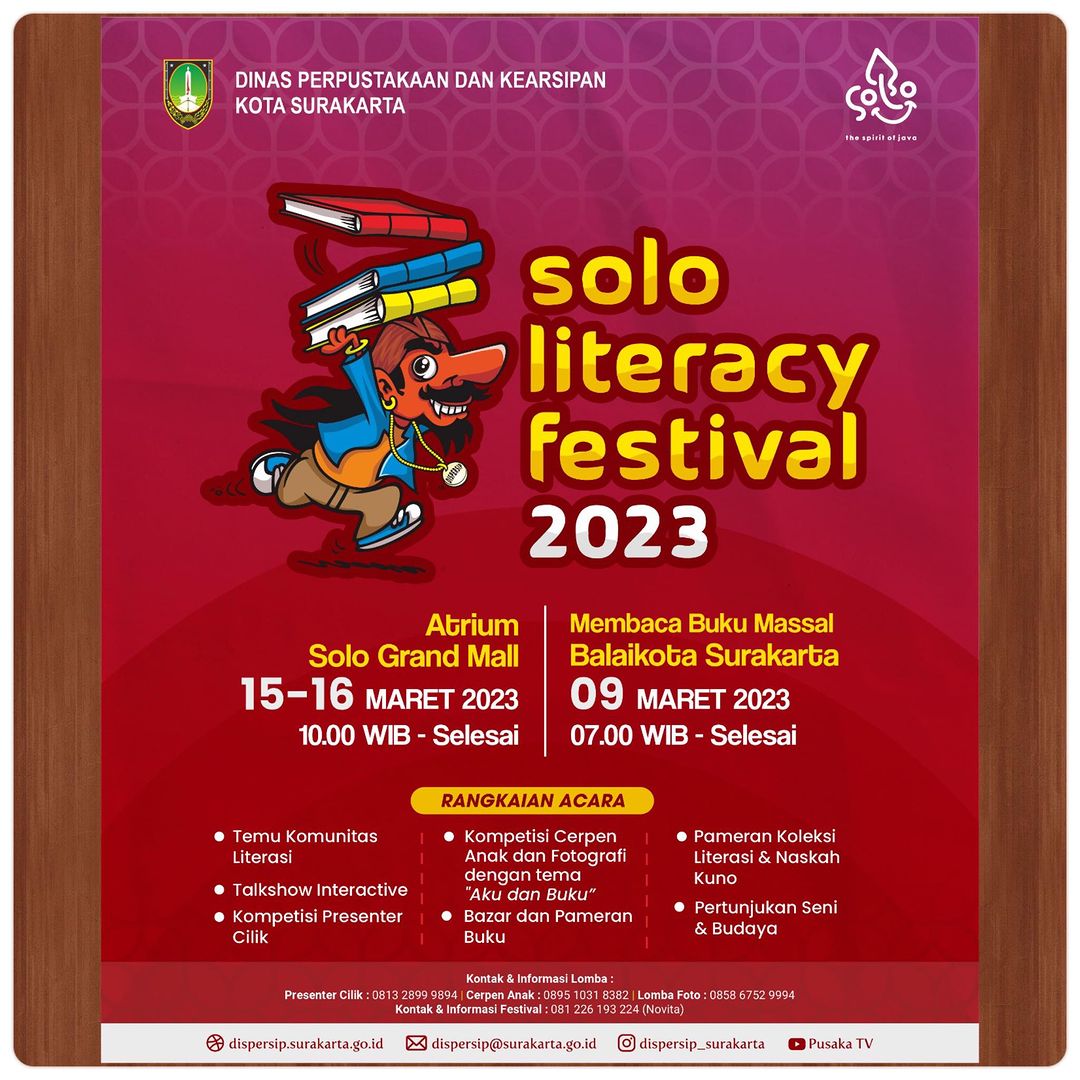 DINAS PERPUSTAKAAN DAN KEARSIPAN
KOTA SURAKARTA
SOLO
the spirit of java
solo
literacy
festival
2023
Atrium
Solo Grand Mall
15-16 MARET 2023
10.00 WIB - Selesai
Membaca Buku Massal
Balaikota Surakarta
09 MARET 2023
07.00 WIB - Selesai
RANGKAIAN ACARA
Temu Komunitas
Literasi
Talkshow Interactive
Kompetisi Presenter
Cilik
Kompetisi Cerpen
Anak dan Fotografi
dengan tema
"Aku dan Buku”
Bazar dan Pameran
Buku
Pameran Koleksi
Literasi & Naskah
Kuno
Pertunjukan Seni
& Budaya
Kontak & Informasi Lomba :
Presenter Cilik : 0813 2899 9894 | Cerpen Anak : 0895 1031 8382 | Lomba Foto : 0858 6752 9994
Kontak & Informasi Festival : 081 226 193 224 (Novita)
dispersip.surakarta.go.id dispersip@surakarta.go.id dispersip_surakarta Pusaka TV